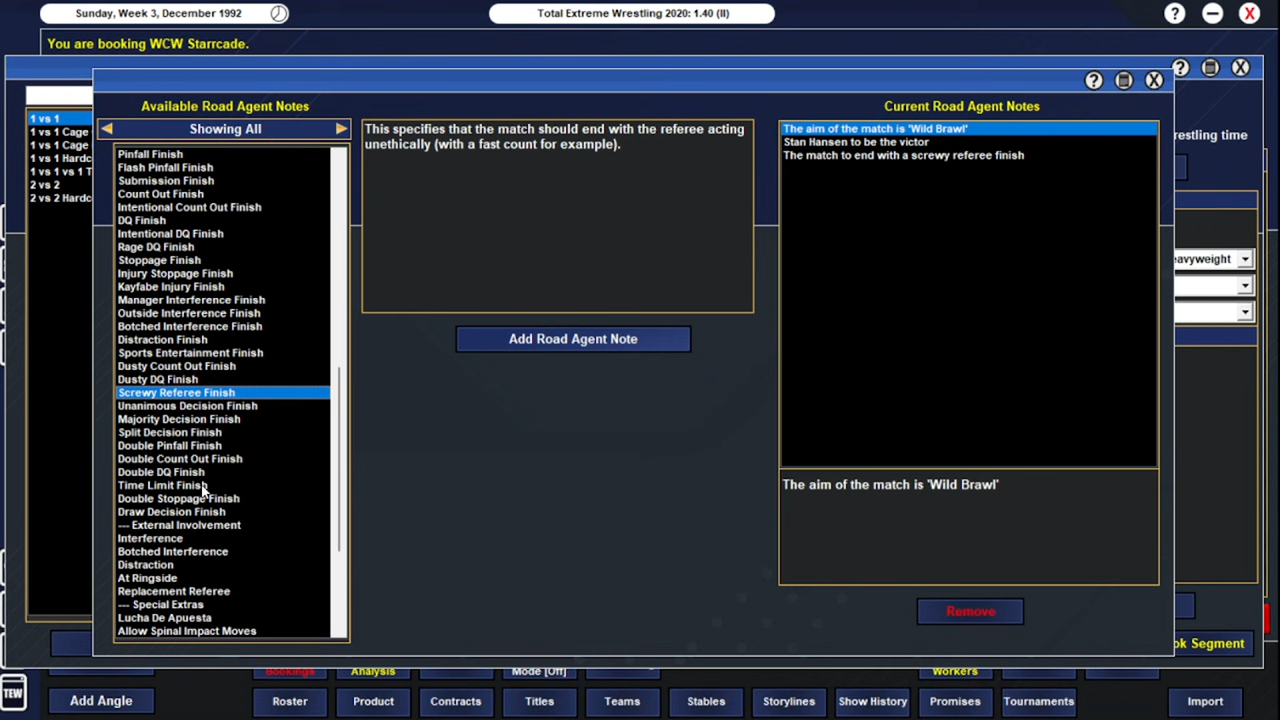 Sunday, Week 3, December 1992
Total Extreme Wrestling 2020: 1.40 (II)
?
X
You are booking WCW Starrcade.
?
X
?
X
Available Road Agent Notes
Showing All
Pinfall Finish
Flash Pinfall Finish
Submission Finish
Count Out Finish
Intentional Count Out Finish
DQ Finish
Intentional DQ Finish
Rage DQ Finish
Stoppage Finish
Injury Stoppage Finish
Kayfabe Injury Finish
Manager Interference Finish
Outside Interference Finish
Botched Interference Finish
Distraction Finish
Sports Entertainment Finish
Dusty Count Out Finish
Dusty DQ Finish
Screwy Referee Finish
Unanimous Decision Finish
Majority Decision Finish
Split Decision Finish
Double Pinfall Finish
Double Count Out Finish
Double DQ Finish
Time Limit Finish
Double Stoppage Finish
Draw Decision Finish
--- External Involvement
Interference
Botched Interference
Distraction
At Ringside
Replacement Referee
--- Special Extras
Lucha De Apuesta
Allow Spinal Impact Moves
This specifies that the match should end with the referee acting
unethically (with a fast count for example).
Add Road Agent Note
Current Road Agent Notes
The aim of the match is 'Wild Brawl'
Stan Hansen to be the victor
The match to end with a screwy referee finish
The aim of the match is 'Wild Brawl'
Remove
1 vs 1
1 vs 1 Cage
1 vs 1 Cage
1 vs 1 Hardc
1 vs 1 vs 1 T
2 vs 2
2 vs 2 Hardc
restling time
eavyweight
ok Segment
Bookings
Analysis
Mode [Off]
Workers
TEW
Add Angle
Roster
Product
Contracts
Titles
Teams
Stables
Storylines
Show History
Promises
Tournaments
Import